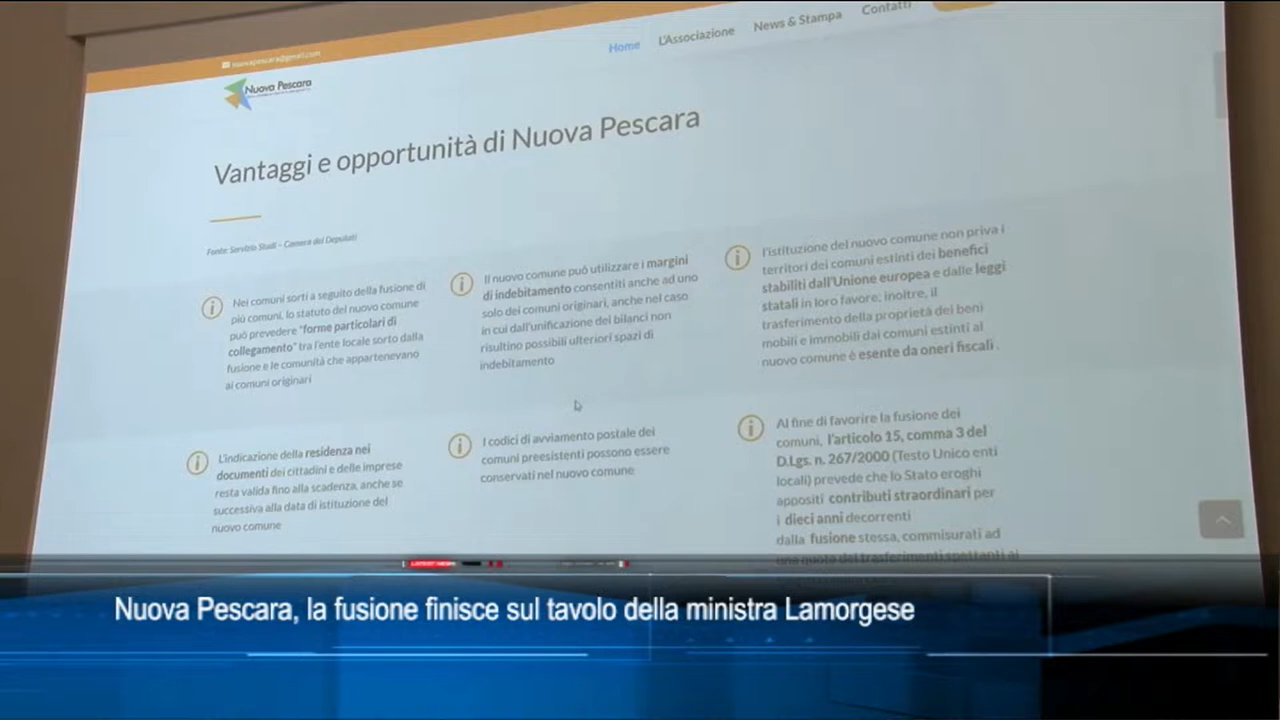 nuovapescara@gmail.com
Home L'Associazione News & Stampa Contatti
Nuova Pescara
Vantaggi e opportunità di Nuova Pescara
Fonte: Servizio Studi – Camera dei Deputati
Nei comuni sorti a seguito della fusione di
più comuni, lo statuto del nuovo comune
può prevedere "forme particolari di
collegamento" tra l'ente locale sorto dalla
fusione e le comunità che appartenevano
ai comuni originari
Il nuovo comune può utilizzare i margini
di indebitamento consentiti anche ad uno
solo dei comuni originari, anche nel caso
in cui dall'unificazione dei bilanci non
risultino possibili ulteriori spazi di
indebitamento
l'istituzione del nuovo comune non priva i
territori dei comuni estinti dei benefici
stabiliti dall'Unione europea e dalle leggi
statali in loro favore; inoltre, il
trasferimento della proprietà dei beni
mobili e immobili dai comuni estinti al
nuovo comune è esente da oneri fiscali .
L'indicazione della residenza nei
documenti dei cittadini e delle imprese
resta valida fino alla scadenza, anche se
successiva alla data di istituzione del
nuovo comune
I codici di avviamento postale dei
comuni preesistenti possono essere
conservati nel nuovo comune
Al fine di favorire la fusione dei
comuni, l'articolo 15, comma 3 del
D.Lgs. n. 267/2000 (Testo Unico enti
locali) prevede che lo Stato eroghi
appositi contributi straordinari per
i dieci anni decorrenti
dalla fusione stessa, commisurati ad
una quota dei trasferimenti spettanti ai
LATEST NEWS
Nuova Pescara, la fusione finisce sul tavolo della ministra Lamorgese